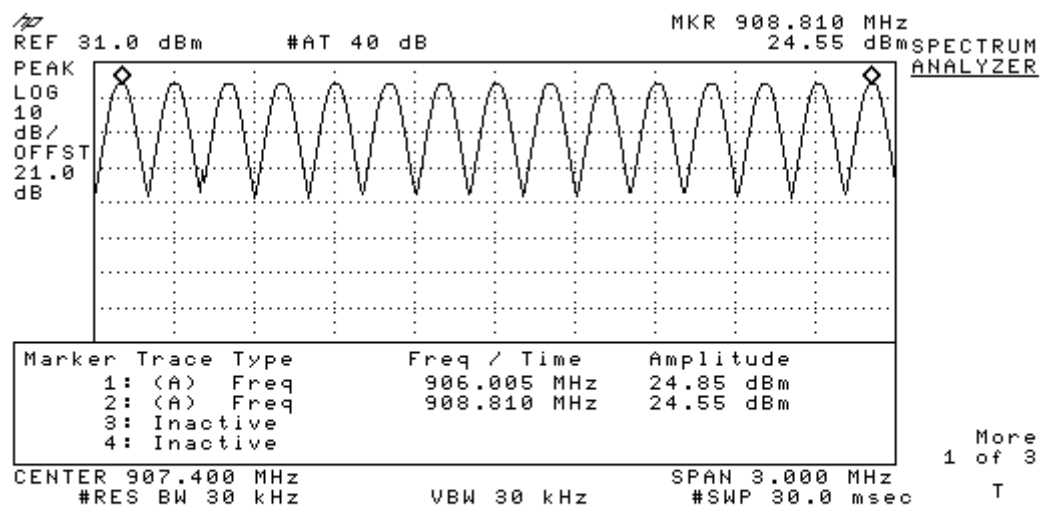 hp
MKR 908.810 MHz
REF 31.0 dBm #AT 40 dB 24.55 dBm
SPECTRUM
ANALYZER
PEAK
LOG
10
dB/
OFFST
21.0
dB
Marker Trace Type Freq / Time Amplitude
1: (A) Freq 906.005 MHz 24.85 dBm
2: (A) Freq 908.810 MHz 24.55 dBm
3: Inactive
4: Inactive
More
1 of 3
CENTER 907.400 MHz SPAN 3.000 MHz
#RES BW 30 kHz VBW 30 kHz #SWP 30.0 msec
T